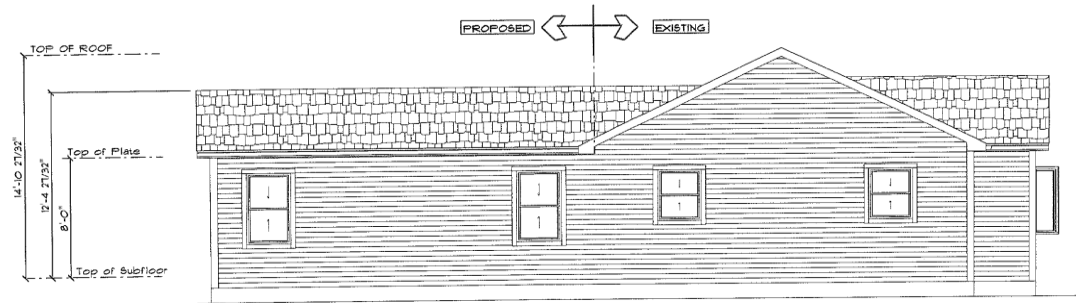 PROPOSED
EXISTING
TOP OF ROOF
Top of Plate
14'-10 27/32"
12'-4 27/32"
8'-0"
Top of Subfloor